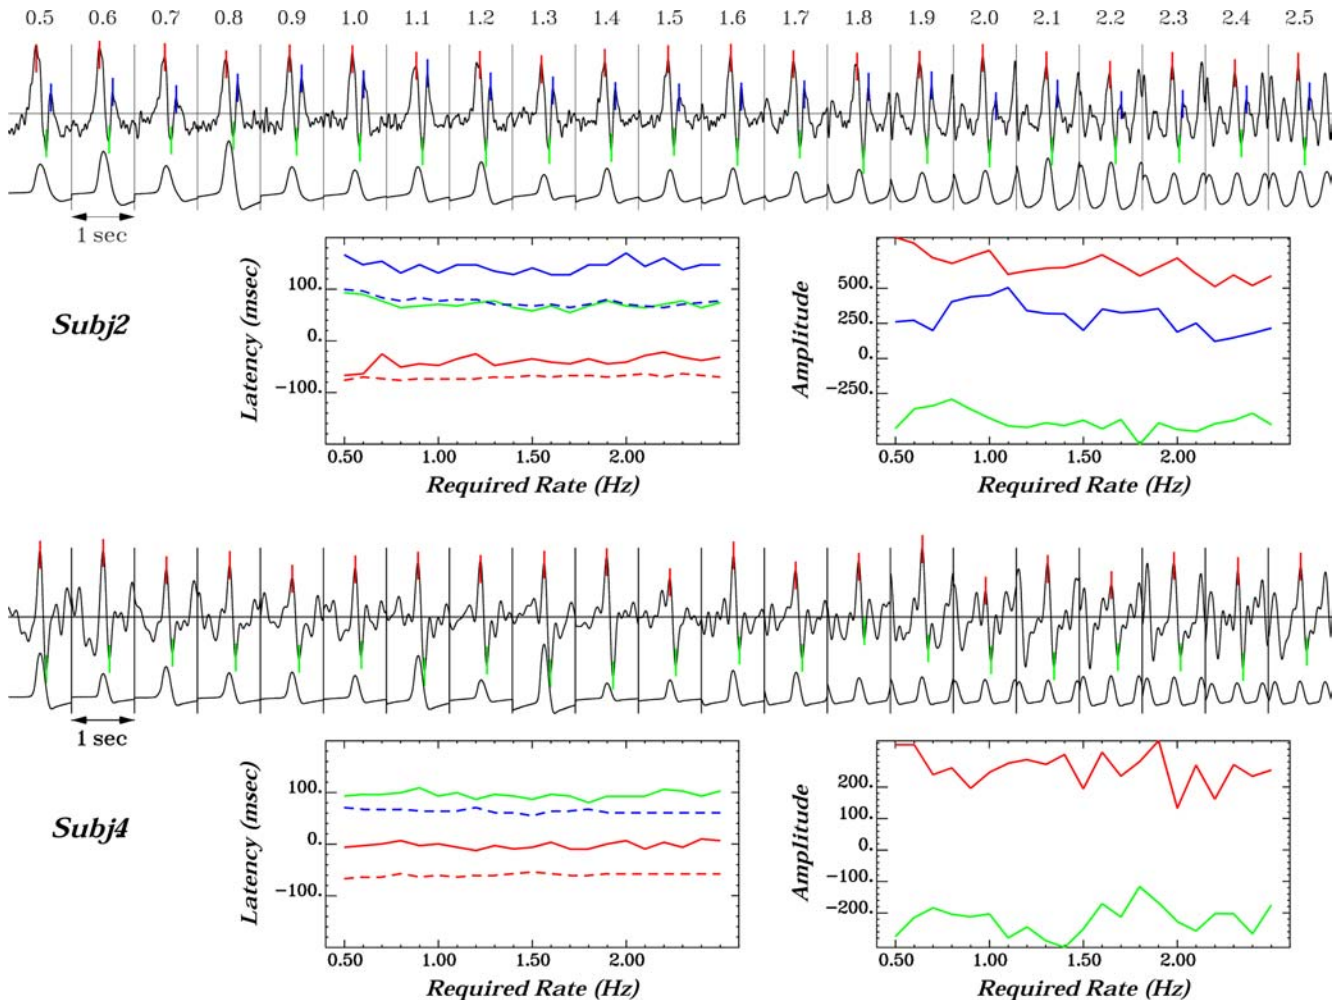 0.5 0.6 0.7 0.8 0.9 1.0 1.1 1.2 1.3 1.4 1.5 1.6 1.7 1.8 1.9 2.0 2.1 2.2 2.3 2.4 2.5
1 sec
Subj2
Latency (msec)
100.
0.
-100.
0.50 1.00 1.50 2.00
Required Rate (Hz)
Amplitude
500.
250.
0.
-250.
0.50 1.00 1.50 2.00
Required Rate (Hz)
1 sec
Subj4
Latency (msec)
100.
0.
-100.
0.50 1.00 1.50 2.00
Required Rate (Hz)
Amplitude
200.
100.
0.
-100.
-200.
0.50 1.00 1.50 2.00
Required Rate (Hz)